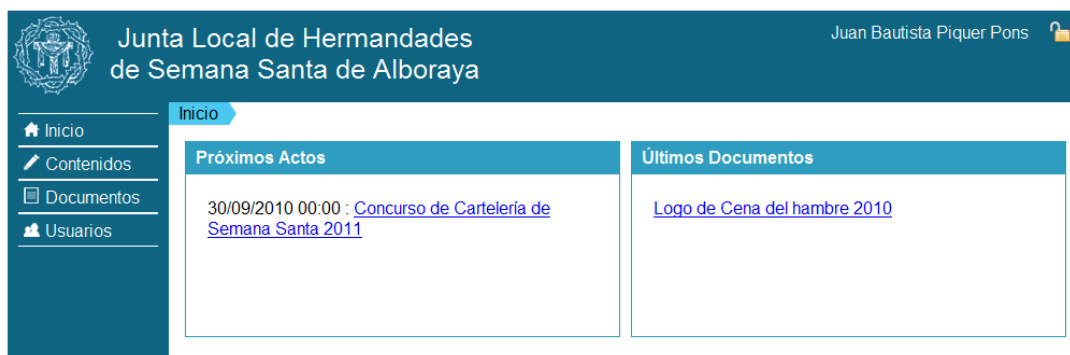 Junta Local de Hermandades
de Semana Santa de Alboraya
Juan Bautista Piquer Pons
Inicio
Contenidos
Documentos
Usuarios
Inicio
Próximos Actos
30/09/2010 00:00 : Concurso de Cartelería de
Semana Santa 2011
Últimos Documentos
Logo de Cena del hambre 2010